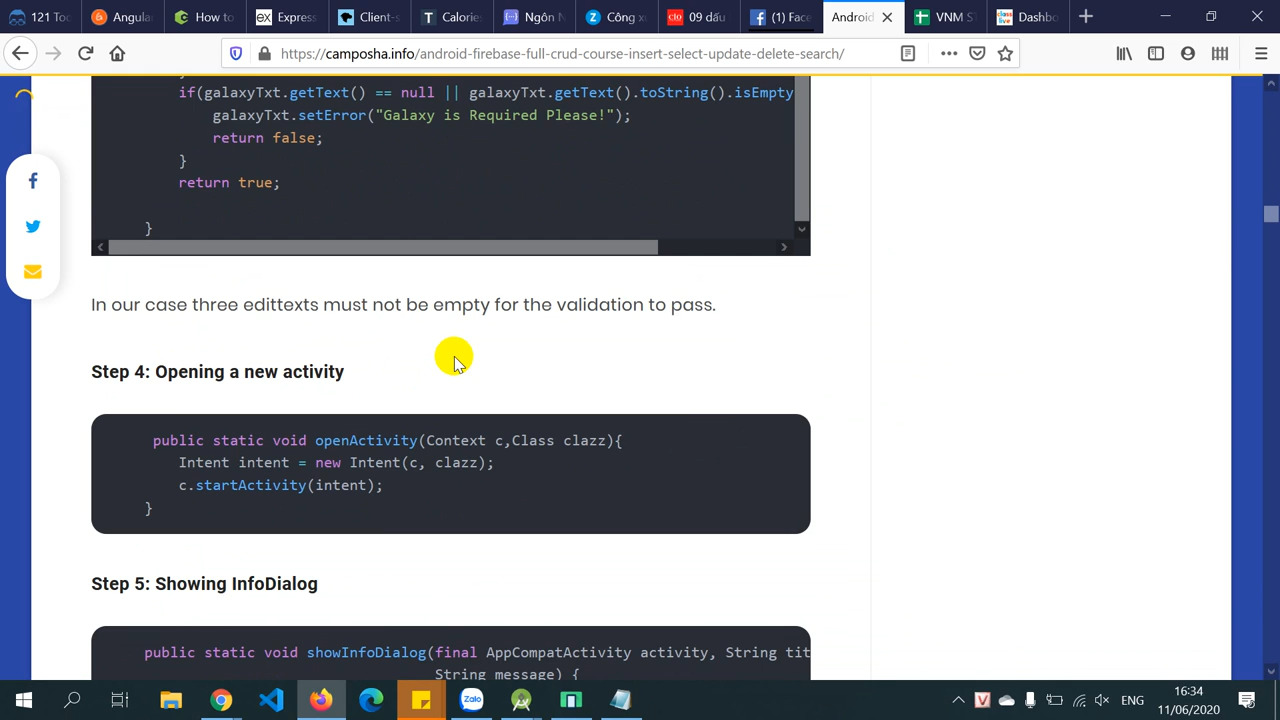 121 Too
Angula
How to
Express
Client-s
Calories
Ngôn N
Công x
09 dấu
(1) Face
Android
VNM S
Dashbo
https://camposha.info/android-firebase-full-crud-course-insert-select-update-delete-search/
if(galaxyTxt.getText() == null || galaxyTxt.getText().toString().isEmpty
galaxyTxt.setError("Galaxy is Required Please!");
return false;
}
return true;
}
In our case three edittexts must not be empty for the validation to pass.
Step 4: Opening a new activity
public static void openActivity(Context c,Class clazz){
Intent intent = new Intent(c, clazz);
c.startActivity(intent);
}
Step 5: Showing InfoDialog
public static void showInfoDialog(final AppCompatActivity activity, String tit
String message) {
Zalo
ENG
16:34
11/06/2020